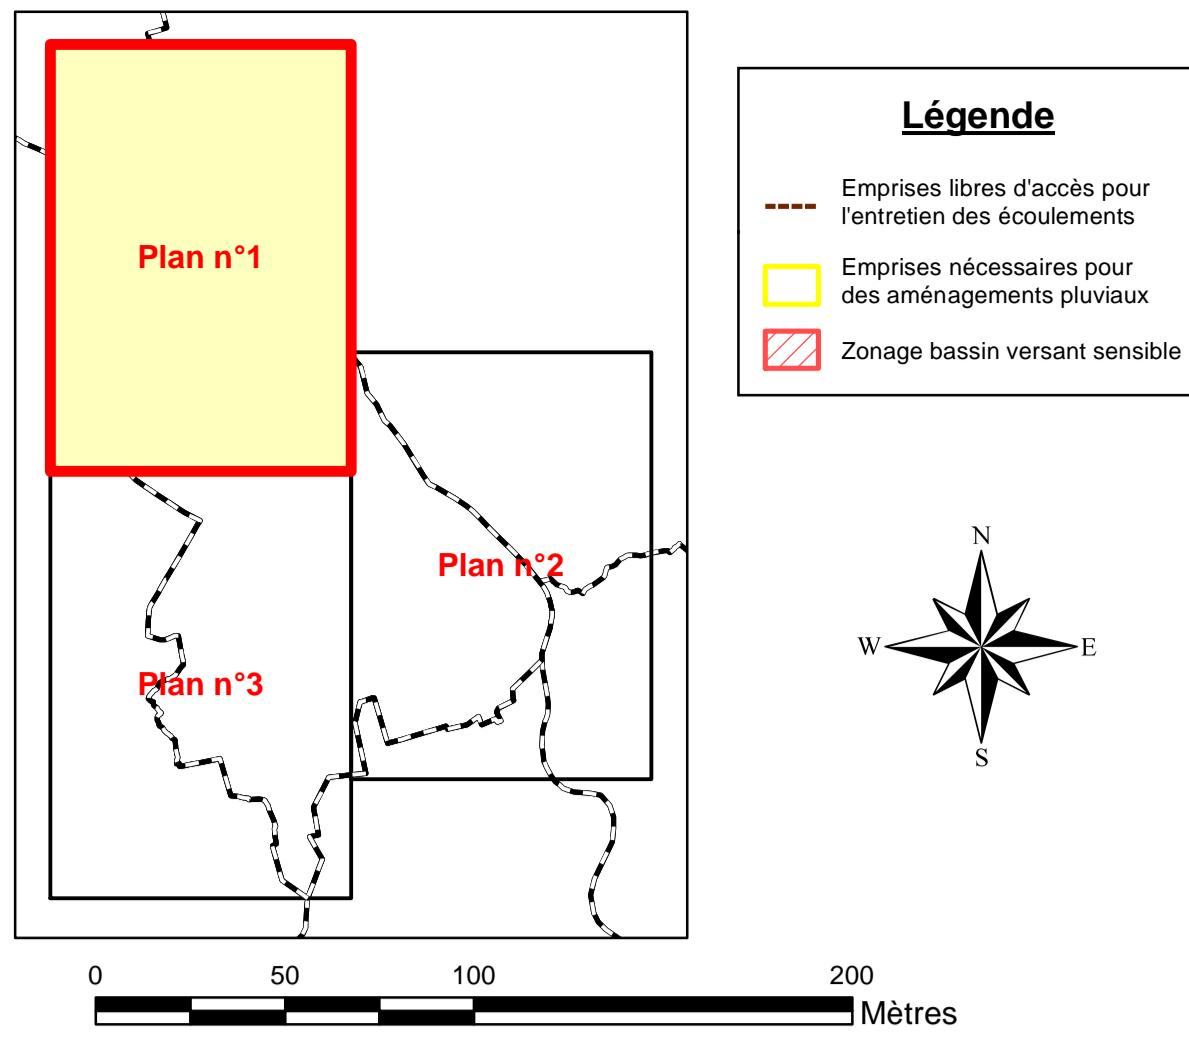 Plan n°1
Plan n°2
Plan n°3
Légende
Emprises libres d'accès pour
l'entretien des écoulements
Emprises nécessaires pour
des aménagements pluviaux
Zonage bassin versant sensible
N
W
E
S
0 50 100 200
Mètres